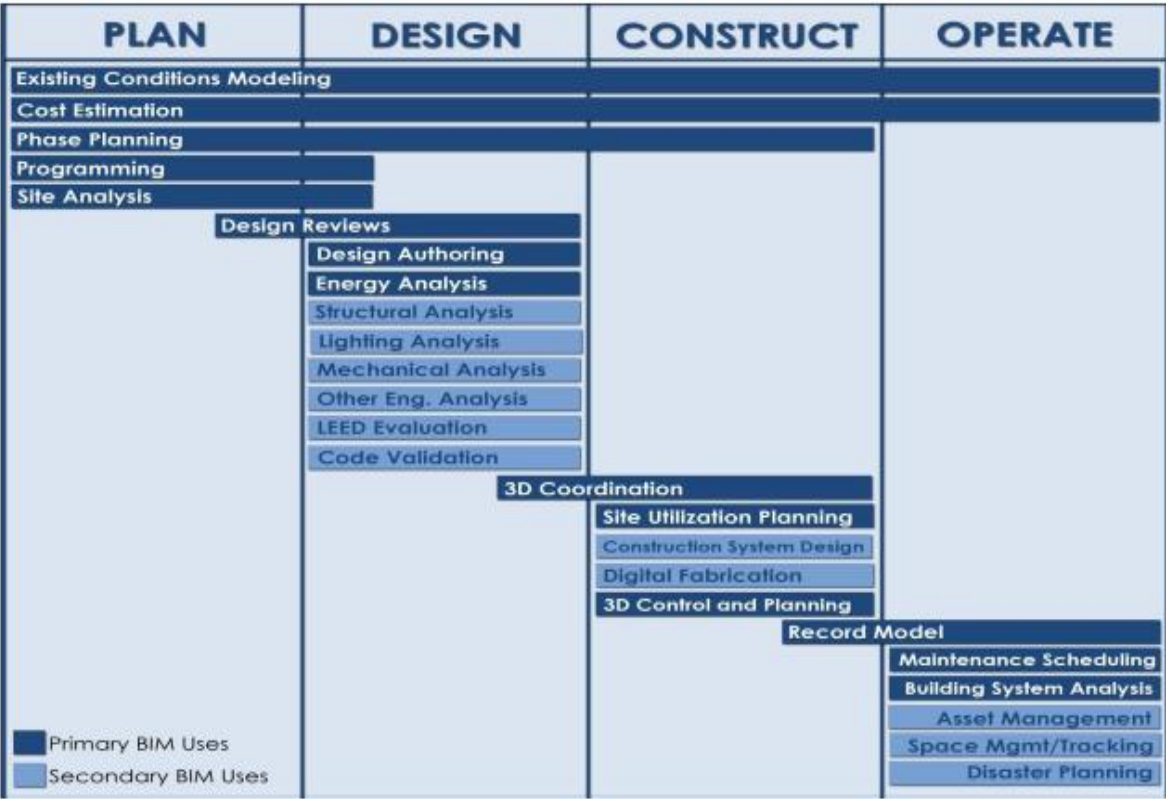 PLAN DESIGN CONSTRUCT OPERATE
Existing Conditions Modeling
Cost Estimation
Phase Planning
Programming
Site Analysis
Design Reviews
Design Authoring
Energy Analysis
Structural Analysis
Lighting Analysis
Mechanical Analysis
Other Eng. Analysis
LEED Evaluation
Code Validation
3D Coordination
Site Utilization Planning
Construction System Design
Digital Fabrication
3D Control and Planning
Record Model
Maintenance Scheduling
Building System Analysis
Asset Management
Space Mgmt/Tracking
Disaster Planning
Primary BIM Uses
Secondary BIM Uses